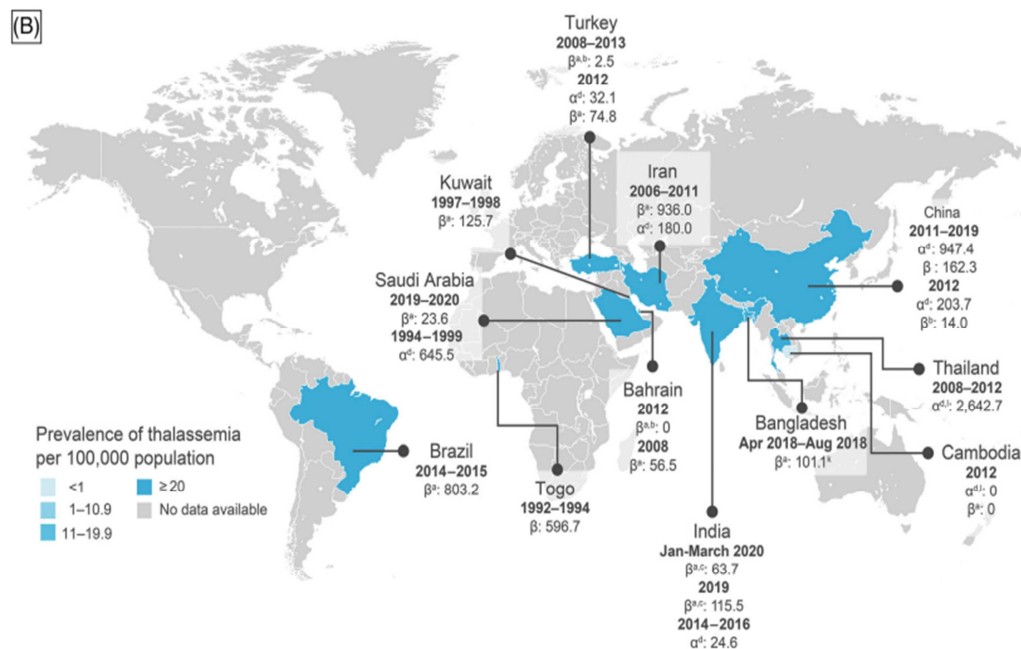 (B)
Turkey
2008–2013
βᵃ,ᵇ: 2.5
2012
αᵈ: 32.1
βᵃ: 74.8
Kuwait
1997–1998
βᵃ: 125.7
Iran
2006–2011
βᵃ: 936.0
αᵈ: 180.0
China
2011–2019
αᵈ: 947.4
β : 162.3
2012
αᵈ: 203.7
βᵇ: 14.0
Saudi Arabia
2019–2020
βᵃ: 23.6
1994–1999
αᵈ: 645.5
Thailand
2008–2012
αᵈ,ˡ: 2,642.7
Bahrain
2012
βᵃ,ᵇ: 0
2008
βᵃ: 56.5
Bangladesh
Apr 2018–Aug 2018
βᵃ: 101.1ᵏ
Cambodia
2012
αᵈ,ˡ: 0
βᵃ: 0
Prevalence of thalassemia
per 100,000 population
<1
≥20
1–10.9
No data available
11–19.9
Brazil
2014–2015
βᵃ: 803.2
Togo
1992–1994
β: 596.7
India
Jan-March 2020
βᵃ,ᶜ: 63.7
2019
βᵃ,ᶜ: 115.5
2014–2016
αᵈ: 24.6